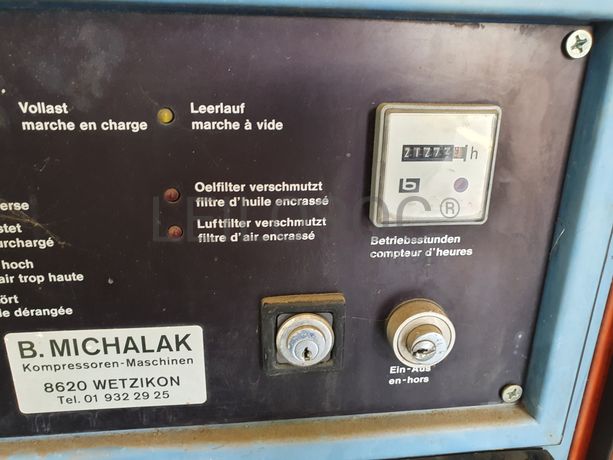 Vollast
marche en charge
Leerlauf
marche à vide
erse
stet
urchargé
hoch
air trop haute
ört
le dérangée
Oelfilter verschmutzt
filtre d'huile encrassé
Luftfilter verschmutzt
filtre d'air encrassé
h
b
Betriebsstunden
compteur d'heures
B. MICHALAK
Kompressoren-Maschinen
8620 WETZIKON
Tel. 01 932 29 25
Ein-Aus
en-hors